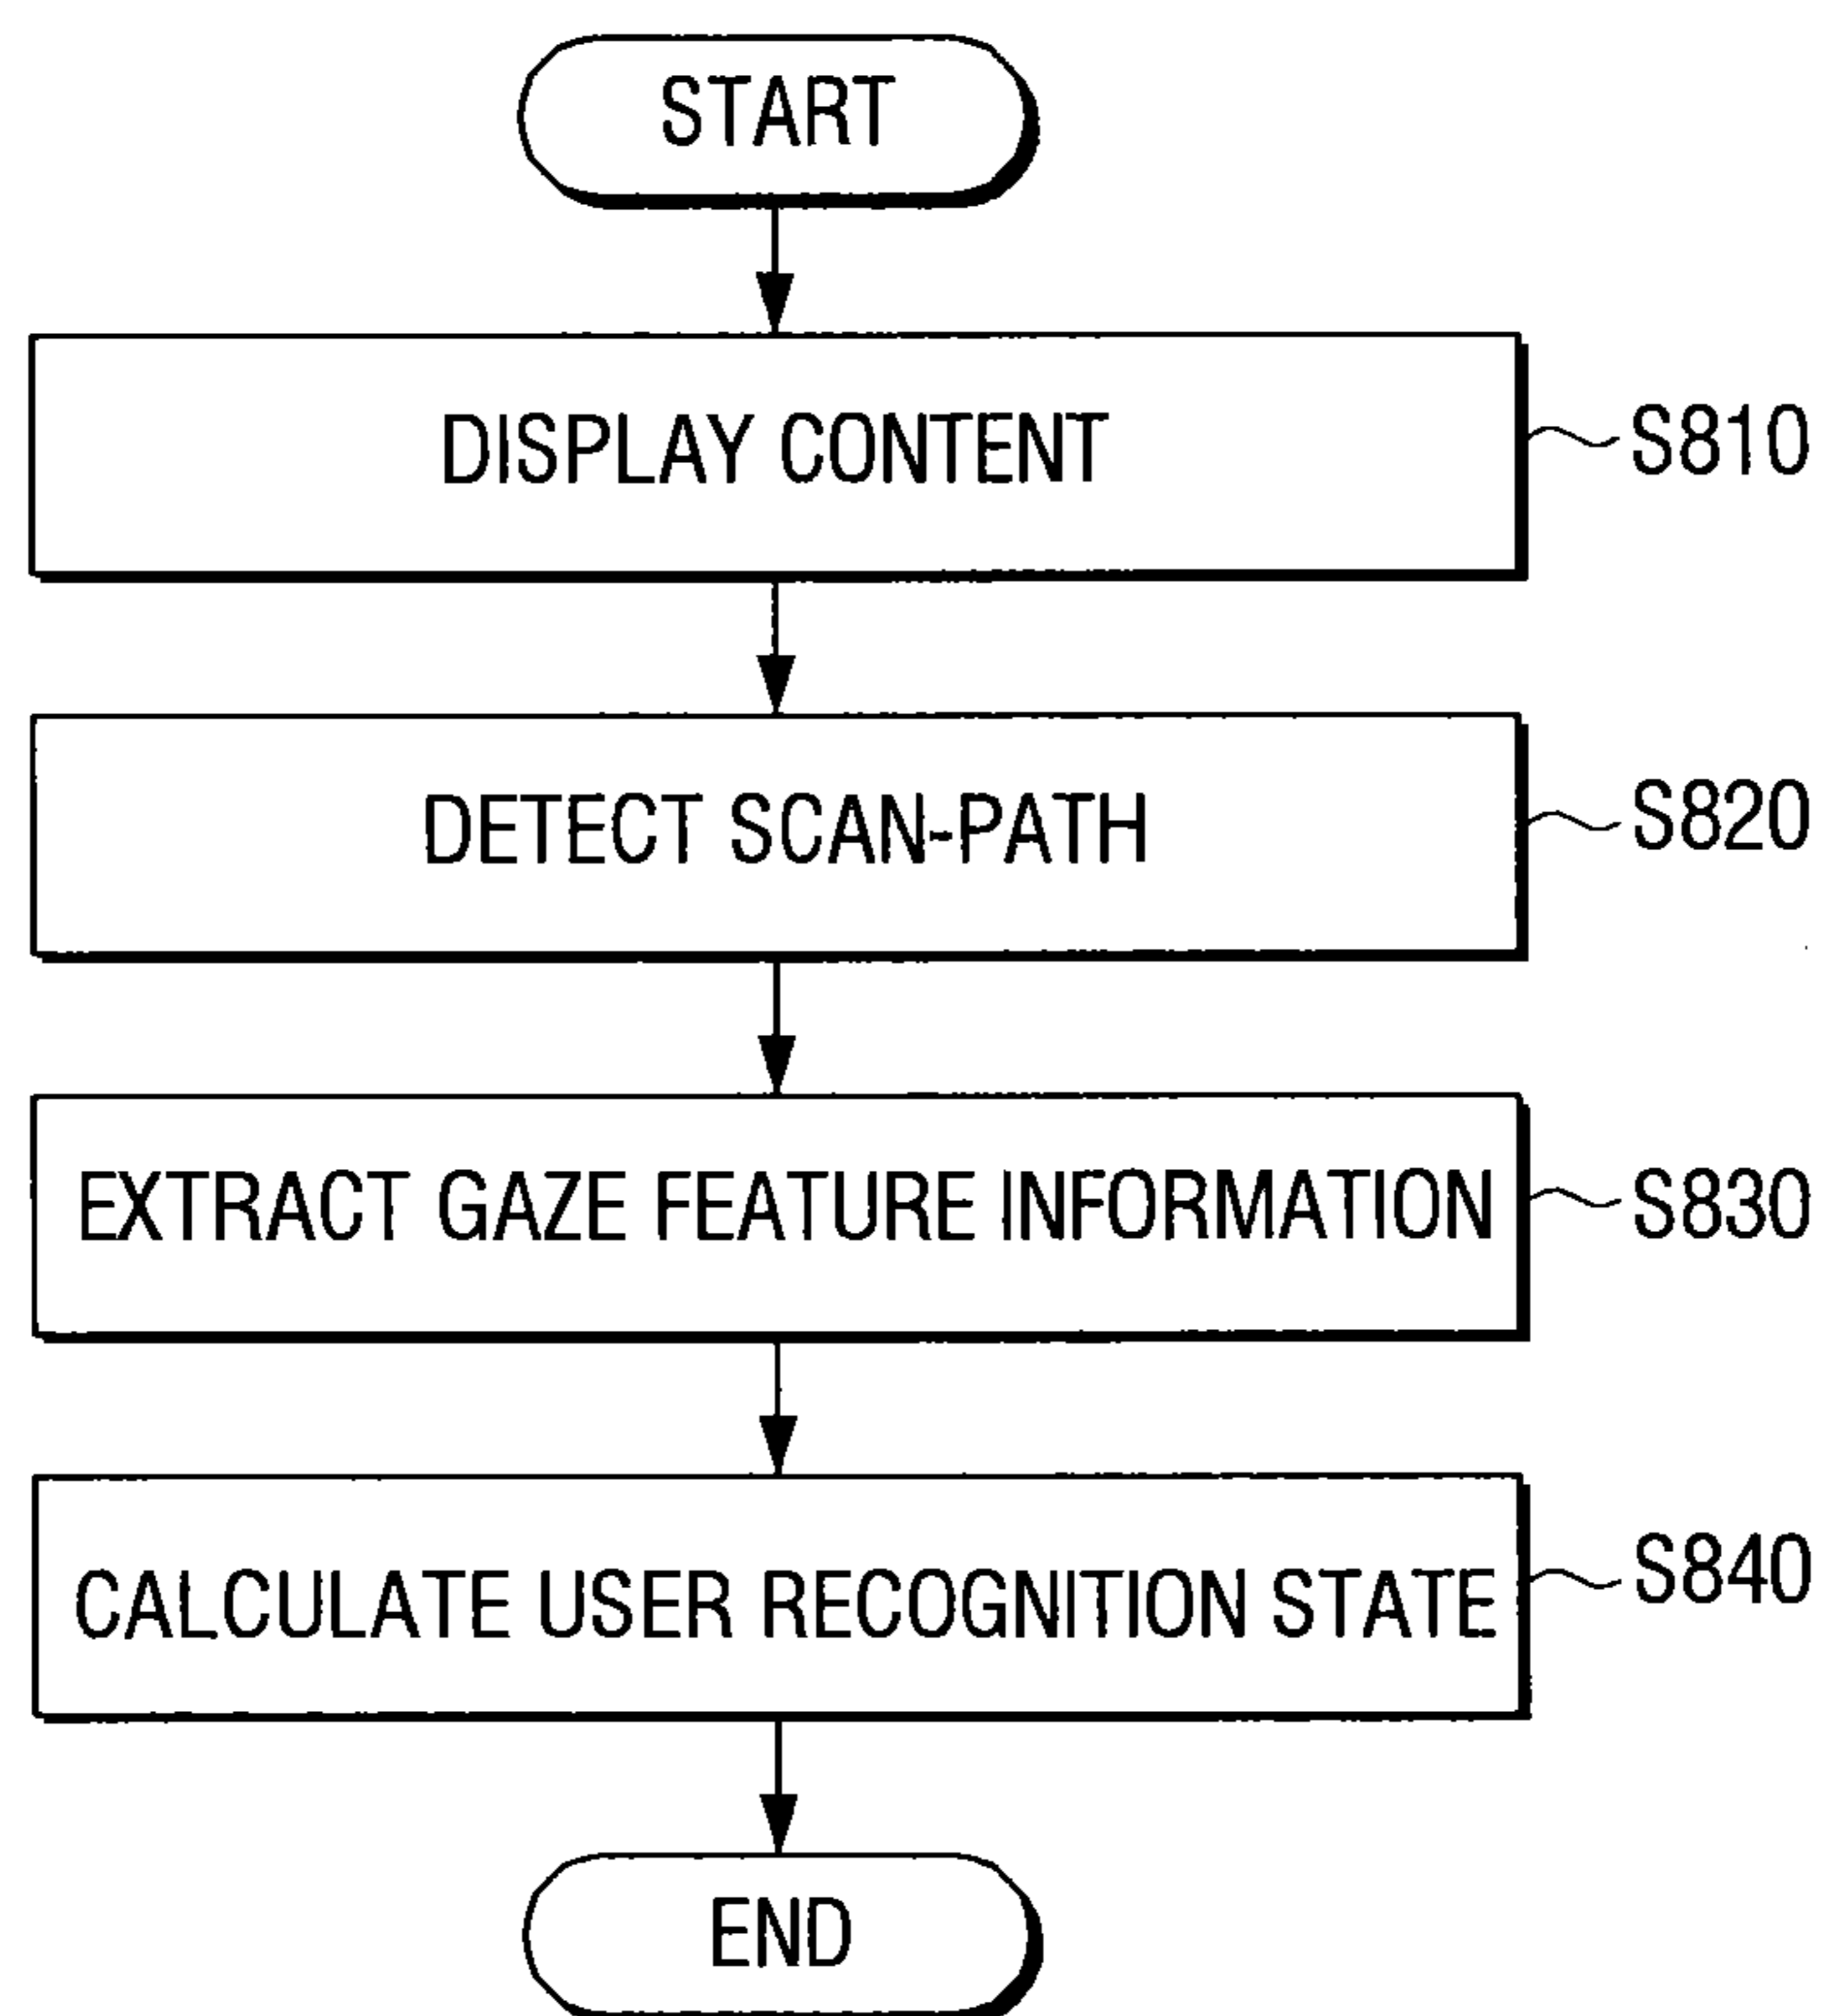 START
DISPLAY CONTENT
S810
DETECT SCAN-PATH
S820
EXTRACT GAZE FEATURE INFORMATION
S830
CALCULATE USER RECOGNITION STATE
S840
END